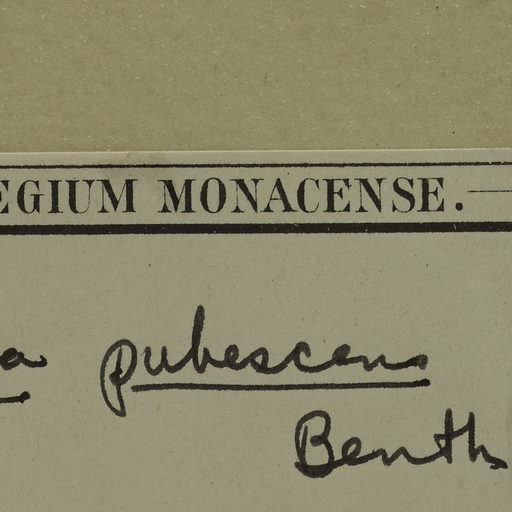 EGIUM MONACENSE.
a pubescens
Benth